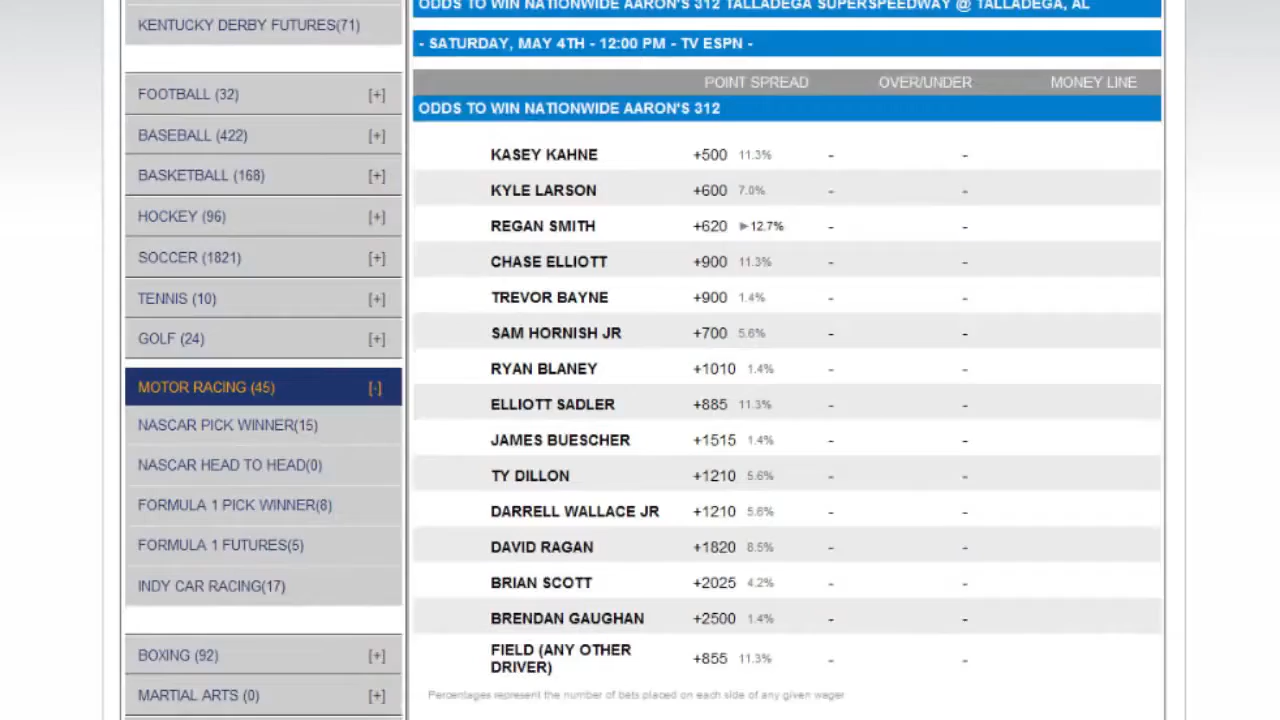 KENTUCKY DERBY FUTURES(71)
FOOTBALL (32) [+]
BASEBALL (422) [+]
BASKETBALL (168) [+]
HOCKEY (96) [+]
SOCCER (1821) [+]
TENNIS (10) [+]
GOLF (24) [+]
MOTOR RACING (45) [-]
NASCAR PICK WINNER(15)
NASCAR HEAD TO HEAD(0)
FORMULA 1 PICK WINNER(8)
FORMULA 1 FUTURES(5)
INDY CAR RACING(17)
BOXING (92) [+]
MARTIAL ARTS (0) [+]
ODDS TO WIN NATIONWIDE AARON'S 312 TALLADEGA SUPERSPEEDWAY @ TALLADEGA, AL
- SATURDAY, MAY 4TH - 12:00 PM - TV ESPN -
POINT SPREAD OVER/UNDER MONEY LINE
ODDS TO WIN NATIONWIDE AARON'S 312
KASEY KAHNE +500 11.3% - -
KYLE LARSON +600 7.0% - -
REGAN SMITH +620 ►12.7% - -
CHASE ELLIOTT +900 11.3% - -
TREVOR BAYNE +900 1.4% - -
SAM HORNISH JR +700 5.6% - -
RYAN BLANEY +1010 1.4% - -
ELLIOTT SADLER +885 11.3% - -
JAMES BUESCHER +1515 1.4% - -
TY DILLON +1210 5.6% - -
DARRELL WALLACE JR +1210 5.6% - -
DAVID RAGAN +1820 8.5% - -
BRIAN SCOTT +2025 4.2% - -
BRENDAN GAUGHAN +2500 1.4% - -
FIELD (ANY OTHER
DRIVER) +855 11.3% - -
Percentages represent the number of bets placed on each side of any given wager